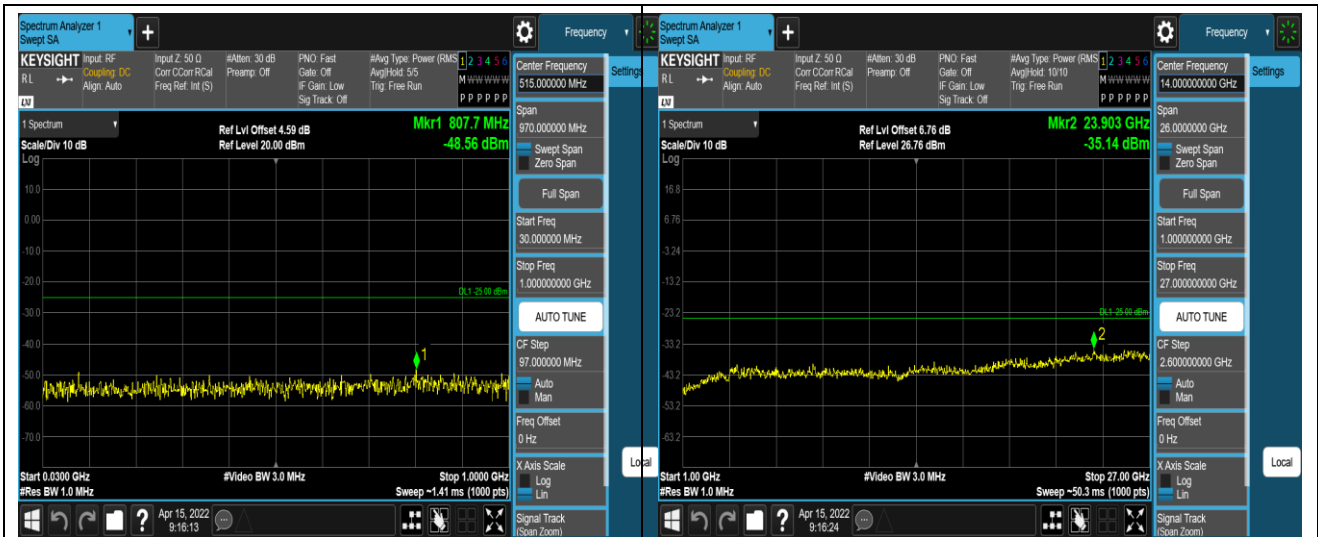 Spectrum Analyzer 1
Swept SA
+
Frequency
KEYSIGHT
RL
LXI
Input: RF
Coupling: DC
Align: Auto
Input Z: 50 Ω
Corr CCorr RCal
Freq Ref: Int (S)
#Atten: 30 dB
Preamp: Off
PNO: Fast
Gate: Off
IF Gain: Low
Sig Track: Off
#Avg Type: Power (RMS
Avg|Hold: 5/5
Trig: Free Run
1 2 3 4 5 6
M W W W W W
P P P P P P
1 Spectrum
Scale/Div 10 dB
Log
Ref Lvl Offset 4.59 dB
Ref Level 20.00 dBm
Mkr1 807.7 MHz
-48.56 dBm
10.0
0.00
-10.0
-20.0
-30.0
-40.0
-50.0
-60.0
-70.0
DL1 -25.00 dBm
1
Start 0.0300 GHz
#Res BW 1.0 MHz
#Video BW 3.0 MHz
Stop 1.0000 GHz
Sweep ~1.41 ms (1000 pts)
?
Apr 15, 2022
9:16:13
Center Frequency
515.000000 MHz
Span
970.000000 MHz
Swept Span
Zero Span
Full Span
Start Freq
30.000000 MHz
Stop Freq
1.000000000 GHz
AUTO TUNE
CF Step
97.000000 MHz
Auto
Man
Freq Offset
0 Hz
X Axis Scale
Log
Lin
Signal Track
(Span Zoom)
Settings
Local
Spectrum Analyzer 1
Swept SA
+
Frequency
KEYSIGHT
RL
LXI
Input: RF
Coupling: DC
Align: Auto
Input Z: 50 Ω
Corr CCorr RCal
Freq Ref: Int (S)
#Atten: 30 dB
Preamp: Off
PNO: Fast
Gate: Off
IF Gain: Low
Sig Track: Off
#Avg Type: Power (RMS
Avg|Hold: 10/10
Trig: Free Run
1 2 3 4 5 6
M W W W W W
P P P P P P
1 Spectrum
Scale/Div 10 dB
Log
Ref Lvl Offset 6.76 dB
Ref Level 26.76 dBm
Mkr2 23.903 GHz
-35.14 dBm
16.8
6.76
-3.24
-13.2
-23.2
-33.2
-43.2
-53.2
-63.2
DL1 -25.00 dBm
2
Start 1.00 GHz
#Res BW 1.0 MHz
#Video BW 3.0 MHz
Stop 27.00 GHz
Sweep ~50.3 ms (1000 pts)
?
Apr 15, 2022
9:16:24
Center Frequency
14.000000000 GHz
Span
26.0000000 GHz
Swept Span
Zero Span
Full Span
Start Freq
1.000000000 GHz
Stop Freq
27.000000000 GHz
AUTO TUNE
CF Step
2.600000000 GHz
Auto
Man
Freq Offset
0 Hz
X Axis Scale
Log
Lin
Signal Track
(Span Zoom)
Settings
Local